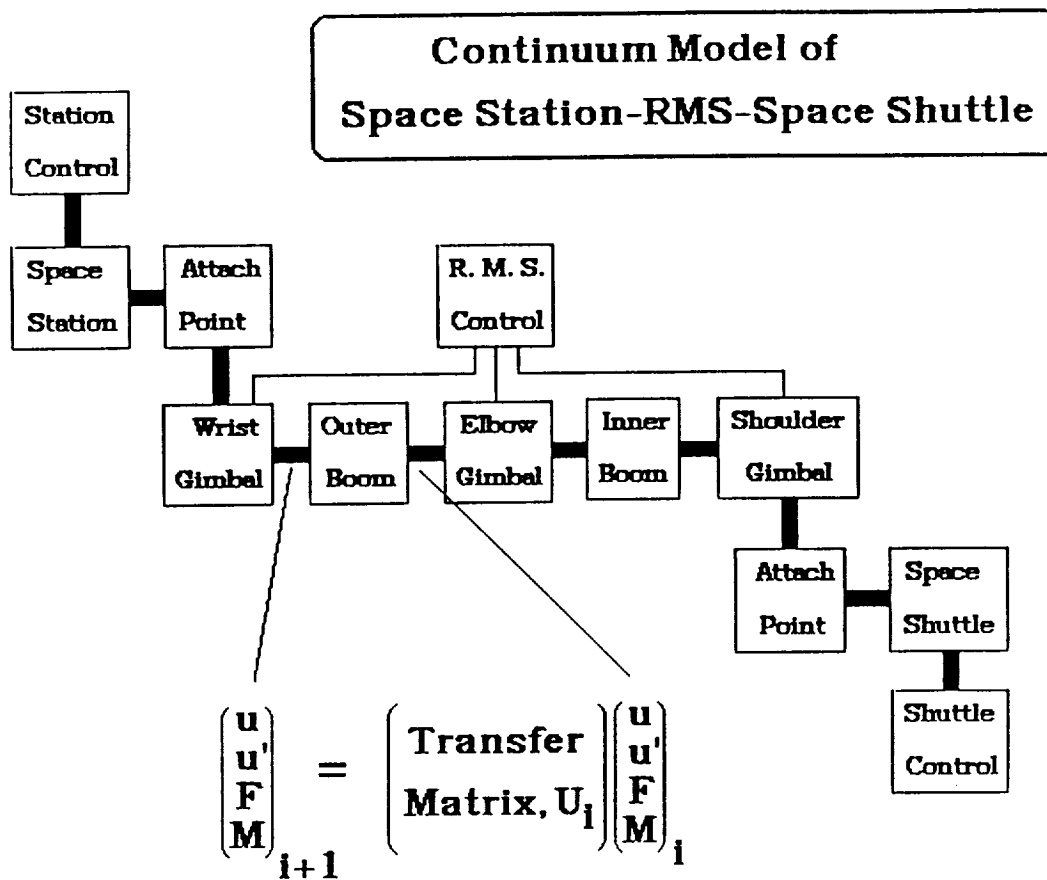 Continuum Model of
Space Station-RMS-Space Shuttle
Station
Control
Space
Station
Attach
Point
R. M. S.
Control
Wrist
Gimbal
Outer
Boom
Elbow
Gimbal
Inner
Boom
Shoulder
Gimbal
Attach
Point
Space
Shuttle
Shuttle
Control
u
u'
F
M
i+1
=
Transfer
Matrix, U_i
u
u'
F
M
i